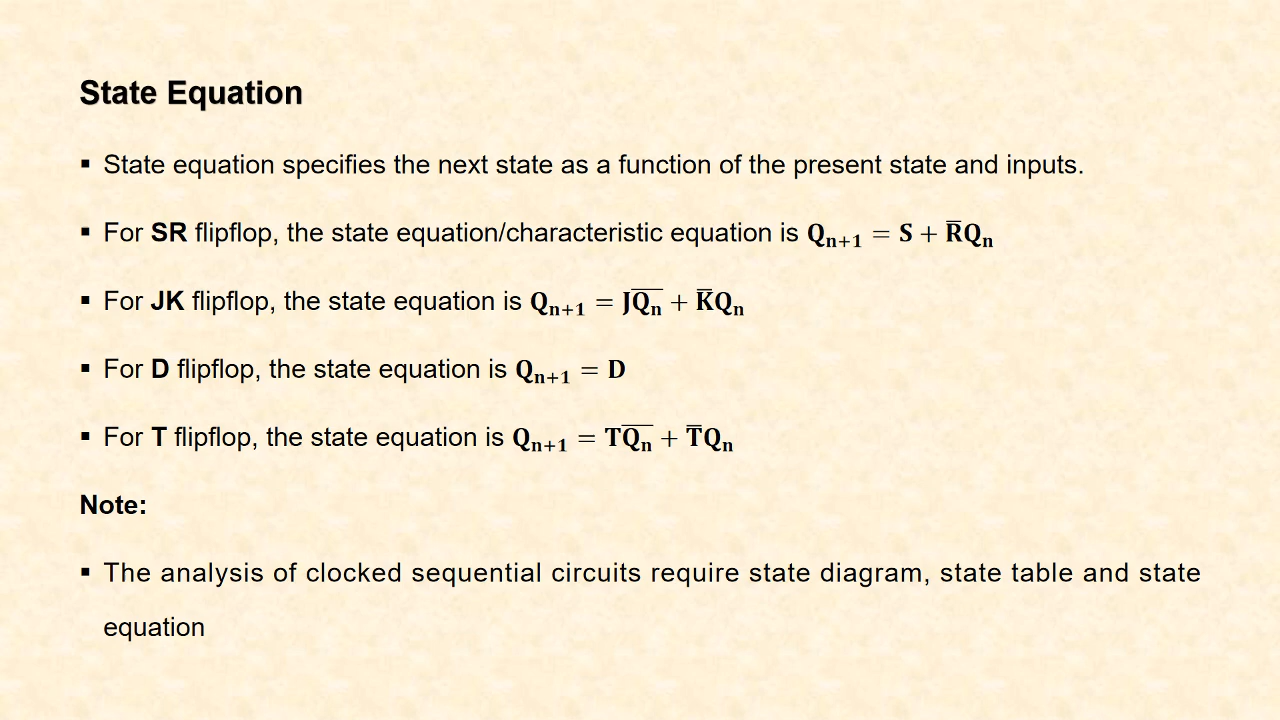 State Equation
▪ State equation specifies the next state as a function of the present state and inputs.
▪ For SR flipflop, the state equation/characteristic equation is Qₙ₊₁ = S + R̅Qₙ
▪ For JK flipflop, the state equation is Qₙ₊₁ = JQ̅ₙ̅ + K̅Qₙ
▪ For D flipflop, the state equation is Qₙ₊₁ = D
▪ For T flipflop, the state equation is Qₙ₊₁ = TQ̅ₙ̅ + T̅Qₙ
Note:
▪ The analysis of clocked sequential circuits require state diagram, state table and state
equation